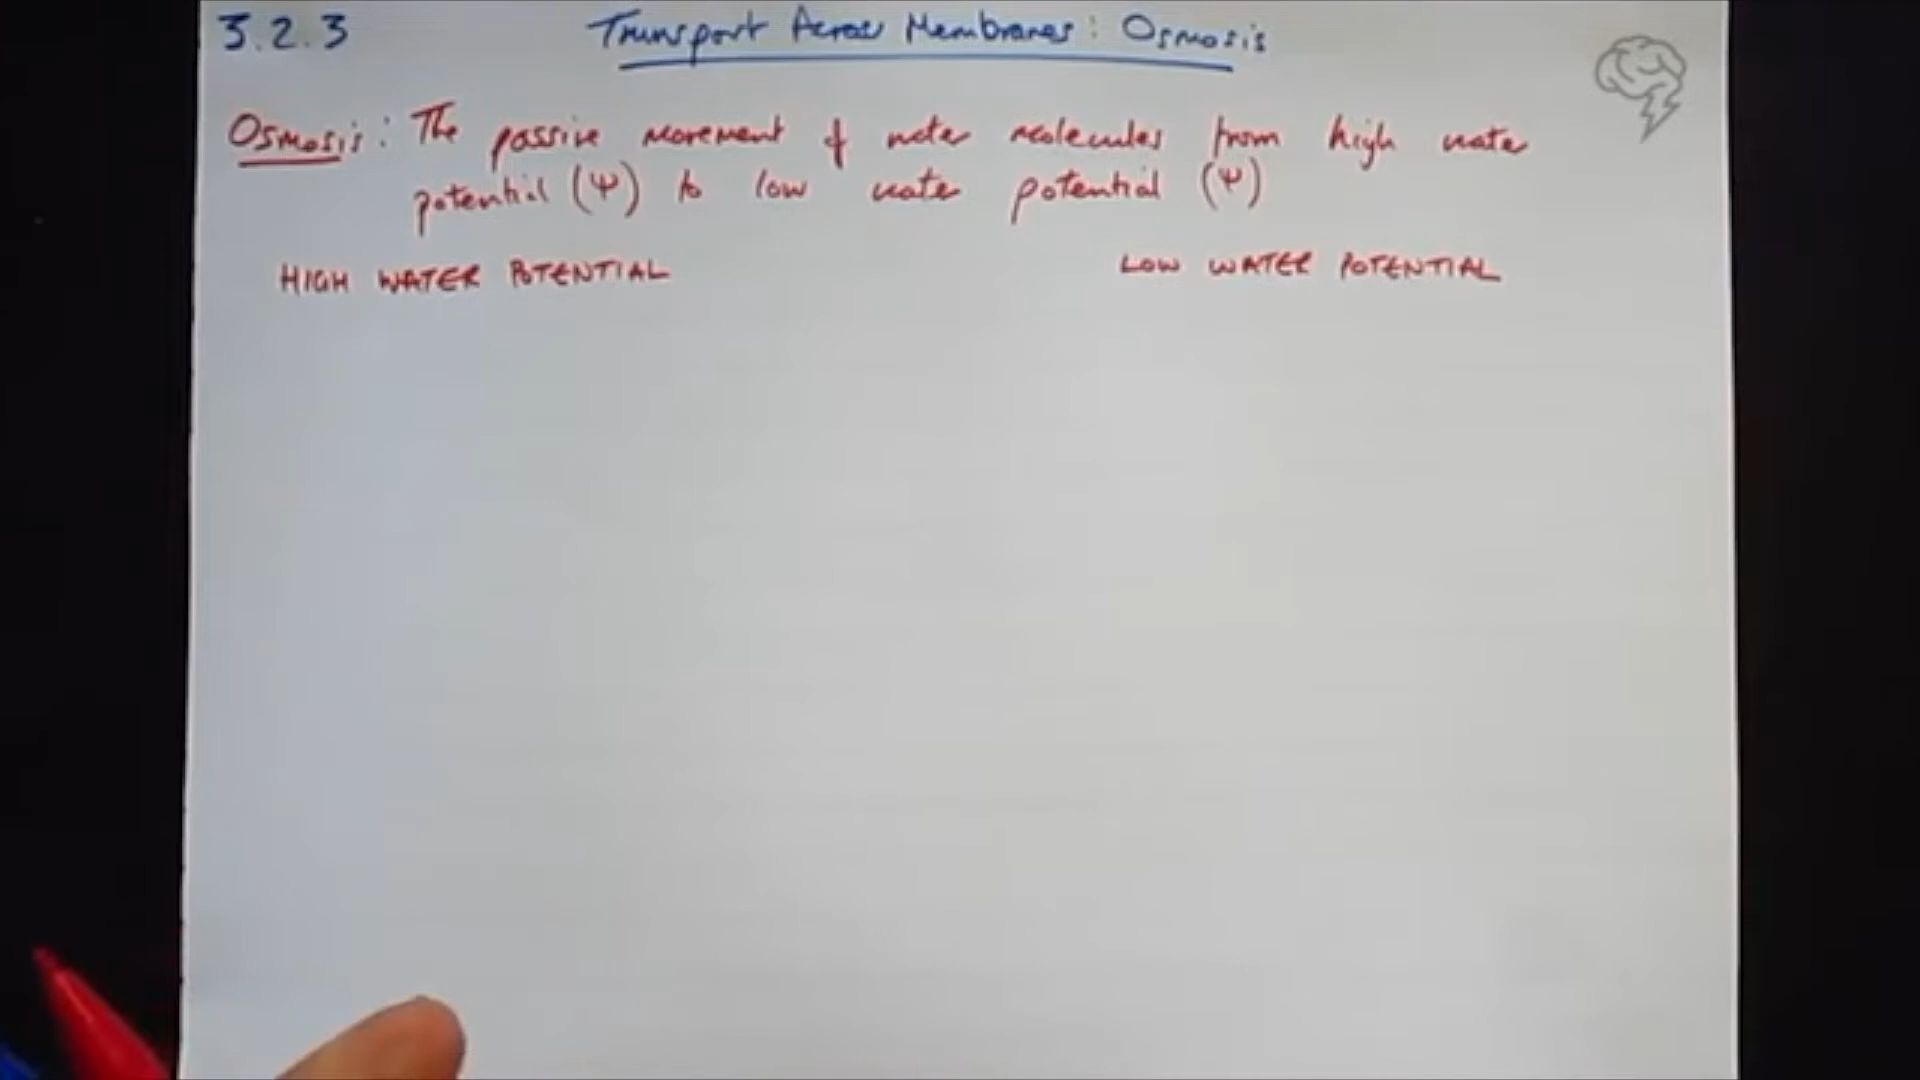 3.2.3
Transport Across Membranes: Osmosis
Osmosis: The passive movement of water molecules from high water
potential (Ψ) to low water potential (Ψ)
HIGH WATER POTENTIAL
LOW WATER POTENTIAL